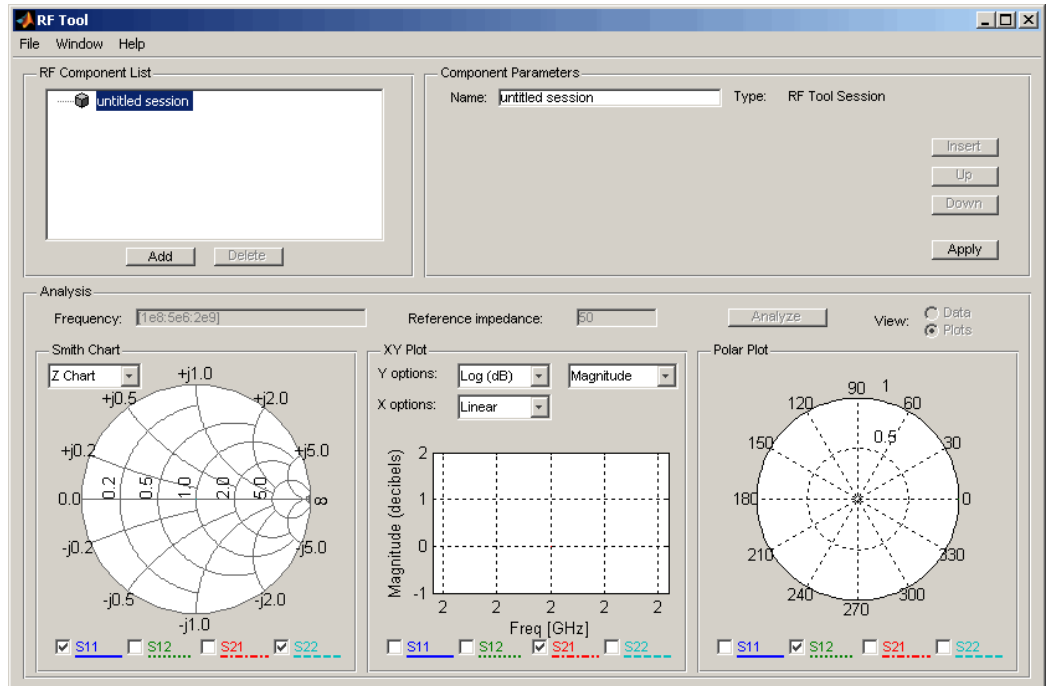 RF Tool
File Window Help
RF Component List
untitled session
Add Delete
Component Parameters
Name: untitled session Type: RF Tool Session
Insert
Up
Down
Apply
Analysis
Frequency: [1e8:5e6:2e9] Reference impedance: 50 Analyze View: Data
Plots
Smith Chart
Z Chart
+j1.0
+j0.5 +j2.0
+j0.2 +j5.0
0.0 0.2 0.5 1.0 2.0 5.0 ∞
-j0.2 -j5.0
-j0.5 -j2.0
-j1.0
S11 S12 S21 S22
XY Plot
Y options: Log (dB) Magnitude
X options: Linear
Magnitude (decibels)
2
1
0
-1
2 2 2 2 2
Freq [GHz]
S11 S12 S21 S22
Polar Plot
90 1
120 60
150 0.5 30
180 0
210 330
240 300
270
S11 S12 S21 S22